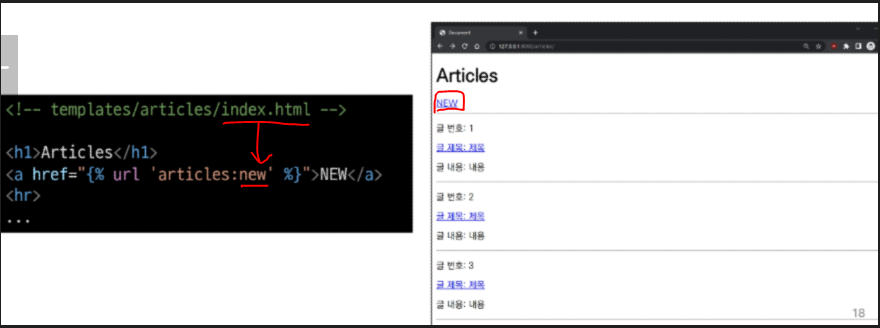 <!-- templates/articles/index.html -->
<h1>Articles</h1>
<a href="{% url 'articles:new' %}">NEW</a>
<hr>
...
Document
127.0.0.1:8000/articles/
Articles
NEW
글 번호: 1
글 제목: 제목
글 내용: 내용
글 번호: 2
글 제목: 제목
글 내용: 내용
글 번호: 3
글 제목: 제목
글 내용: 내용
18